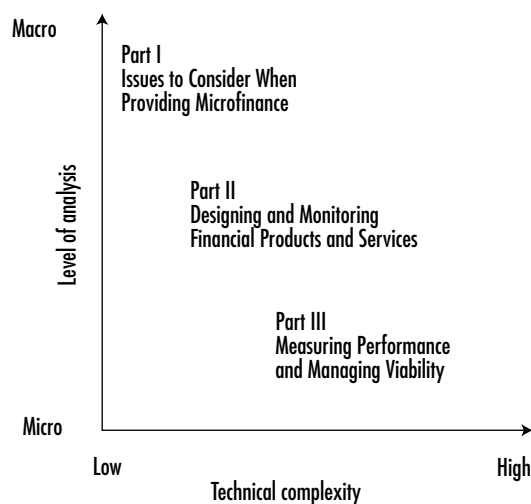 Macro
Part I
Issues to Consider When
Providing Microfinance
Level of analysis
Part II
Designing and Monitoring
Financial Products and Services
Part III
Measuring Performance
and Managing Viability
Micro
Low
High
Technical complexity